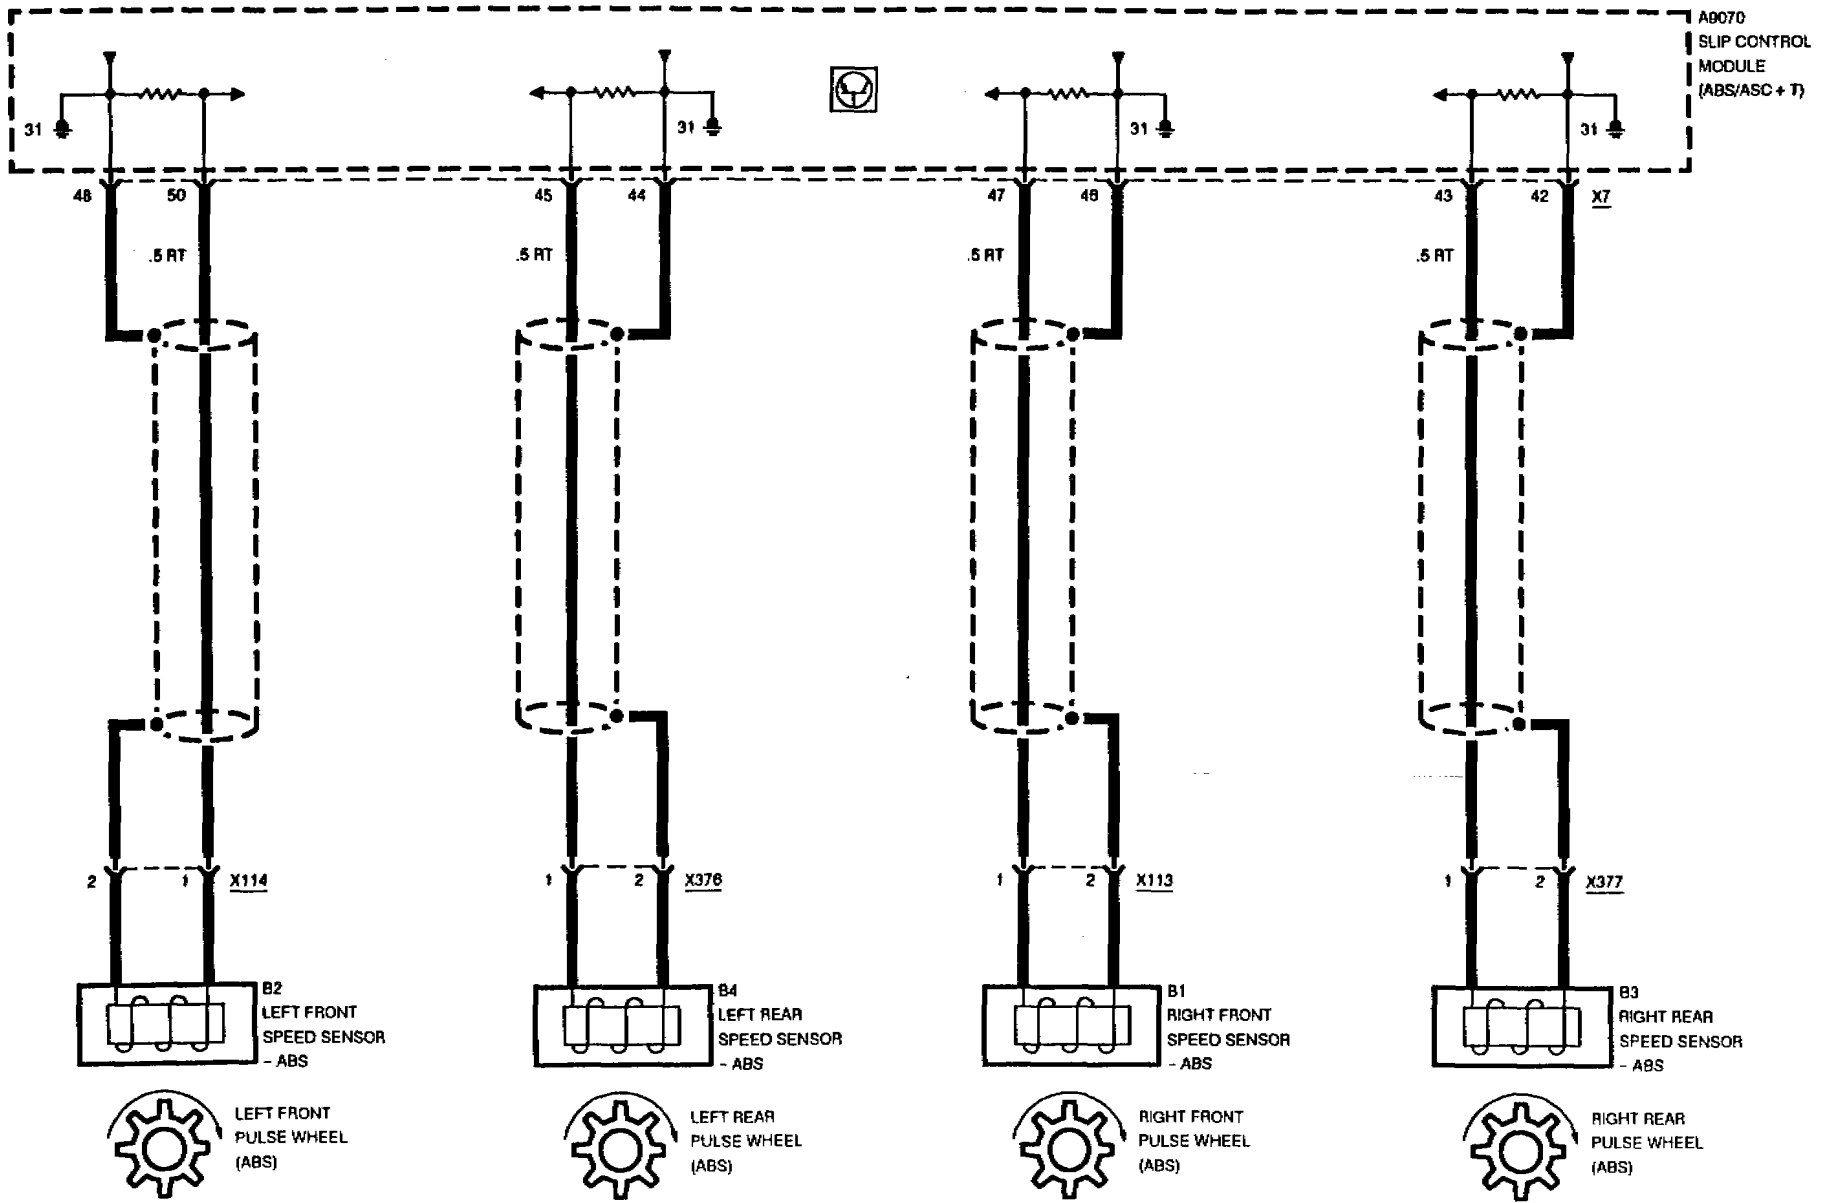 A9070
SLIP CONTROL
MODULE
(ABS/ASC + T)
31
31
31
31
48
50
45
44
47
46
43
42
X7
.5 RT
.5 RT
.5 RT
.5 RT
2
1
X114
1
2
X376
1
2
X113
1
2
X377
B2
LEFT FRONT
SPEED SENSOR
- ABS
B4
LEFT REAR
SPEED SENSOR
- ABS
B1
RIGHT FRONT
SPEED SENSOR
- ABS
B3
RIGHT REAR
SPEED SENSOR
- ABS
LEFT FRONT
PULSE WHEEL
(ABS)
LEFT REAR
PULSE WHEEL
(ABS)
RIGHT FRONT
PULSE WHEEL
(ABS)
RIGHT REAR
PULSE WHEEL
(ABS)